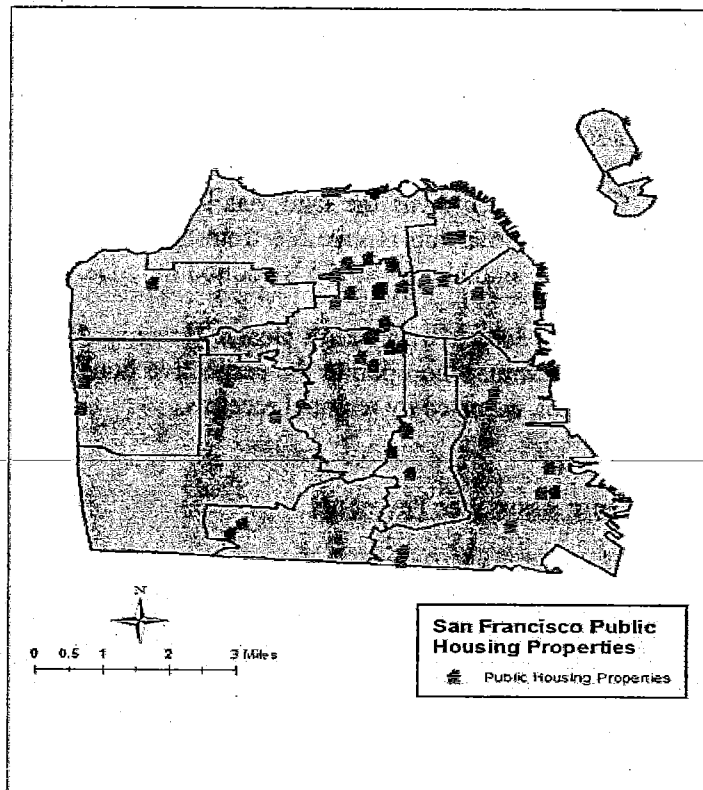 N
0 0.5 1 2 3 Miles
San Francisco Public
Housing Properties
Public Housing Properties